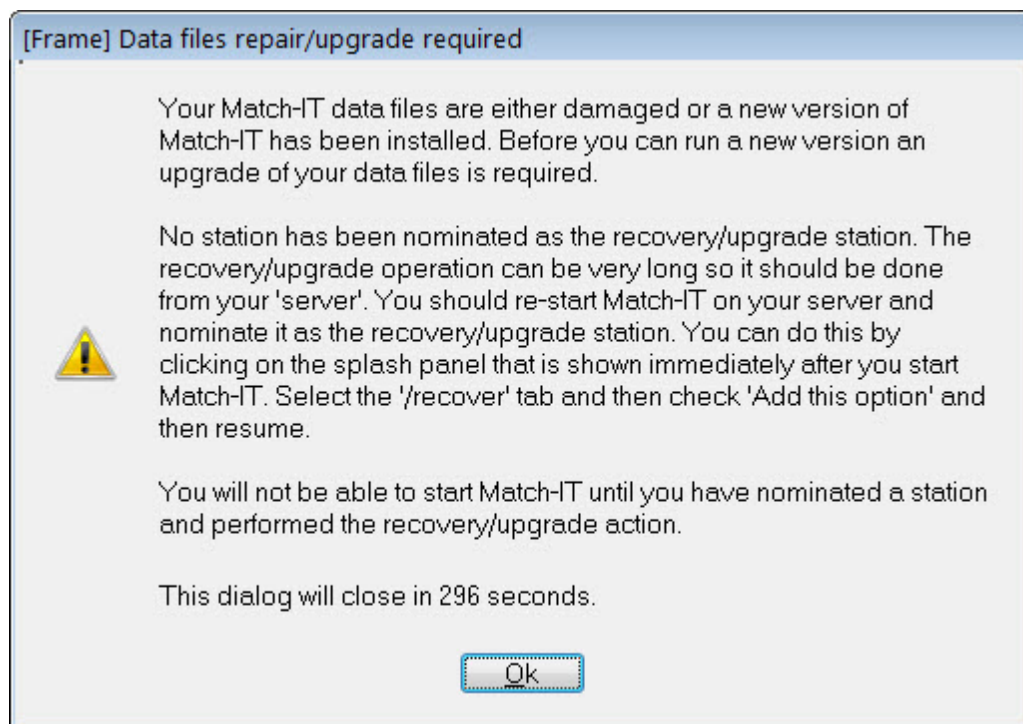 [Frame] Data files repair/upgrade required
Your Match-IT data files are either damaged or a new version of
Match-IT has been installed. Before you can run a new version an
upgrade of your data files is required.
No station has been nominated as the recovery/upgrade station. The
recovery/upgrade operation can be very long so it should be done
from your 'server'. You should re-start Match-IT on your server and
nominate it as the recovery/upgrade station. You can do this by
clicking on the splash panel that is shown immediately after you start
Match-IT. Select the '/recover' tab and then check 'Add this option' and
then resume.
You will not be able to start Match-IT until you have nominated a station
and performed the recovery/upgrade action.
This dialog will close in 296 seconds.
Ok